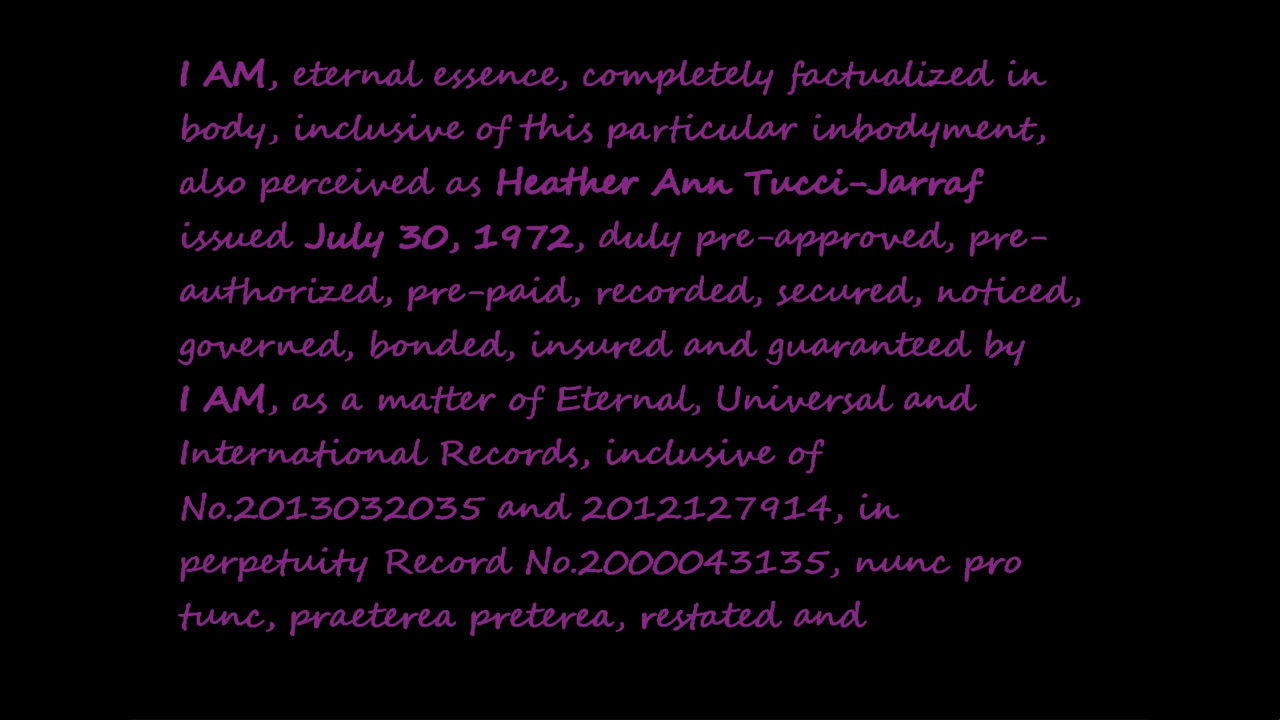 I AM, eternal essence, completely factualized in
body, inclusive of this particular inbodyment,
also perceived as Heather Ann Tucci-Jarraf
issued July 30, 1972, duly pre-approved, pre-
authorized, pre-paid, recorded, secured, noticed,
governed, bonded, insured and guaranteed by
I AM, as a matter of Eternal, Universal and
International Records, inclusive of
No.2013032035 and 2012127914, in
perpetuity Record No.2000043135, nunc pro
tunc, praeterea preterea, restated and